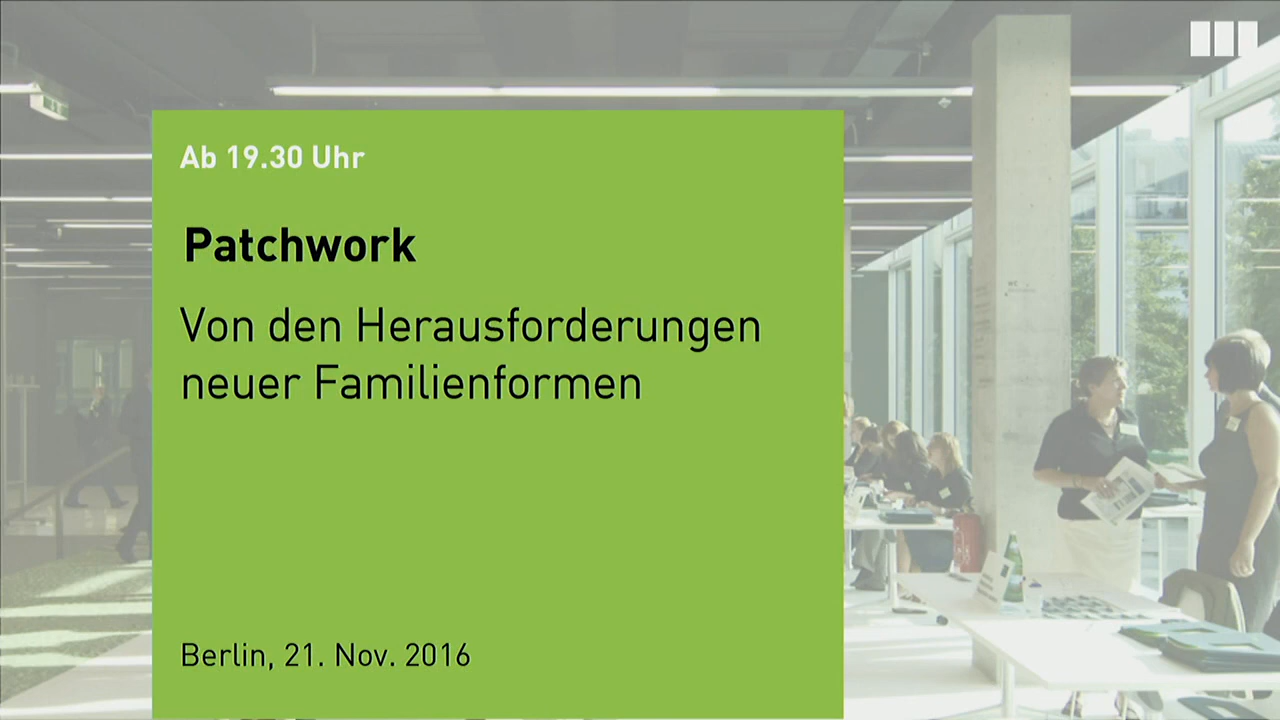 Ab 19.30 Uhr
Patchwork
Von den Herausforderungen
neuer Familienformen
Berlin, 21. Nov. 2016